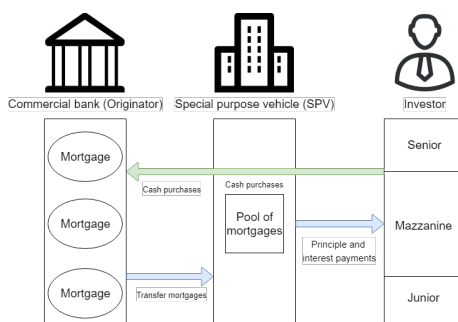 Commercial bank (Originator)
Special purpose vehicle (SPV)
Investor
Mortgage
Mortgage
Mortgage
Cash purchases
Transfer mortgages
Cash purchases
Pool of
mortgages
Principle and
interest payments
Senior
Mazzanine
Junior